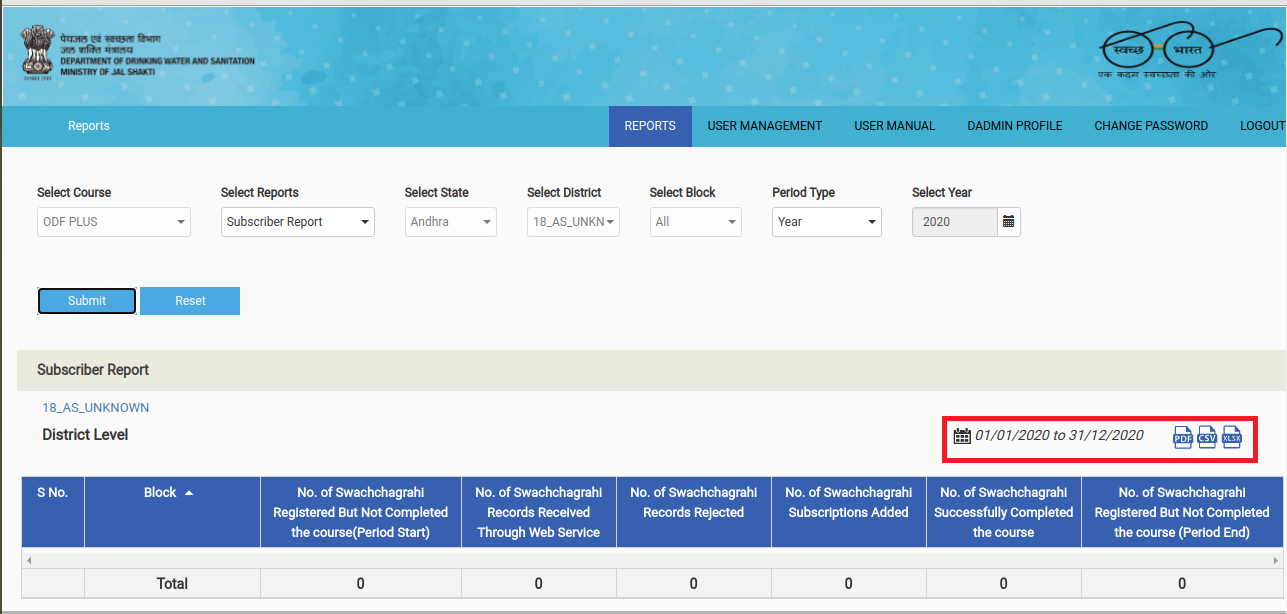 पेयजल एवं स्वच्छता विभाग
जल शक्ति मंत्रालय
DEPARTMENT OF DRINKING WATER AND SANITATION
MINISTRY OF JAL SHAKTI
स्वच्छ भारत
एक कदम स्वच्छता की ओर
Reports REPORTS USER MANAGEMENT USER MANUAL DADMIN PROFILE CHANGE PASSWORD LOGOUT
Select Course Select Reports Select State Select District Select Block Period Type Select Year
ODF PLUS Subscriber Report Andhra 18_AS_UNKN All Year 2020
Submit Reset
Subscriber Report
18_AS_UNKNOWN
District Level 01/01/2020 to 31/12/2020 PDF CSV XLSX
S No. Block No. of Swachchagrahi No. of Swachchagrahi No. of Swachchagrahi No. of Swachchagrahi No. of Swachchagrahi No. of Swachchagrahi
Registered But Not Completed Records Received Records Rejected Subscriptions Added Successfully Completed Registered But Not Completed
the course(Period Start) Through Web Service the course the course (Period End)
Total 0 0 0 0 0 0